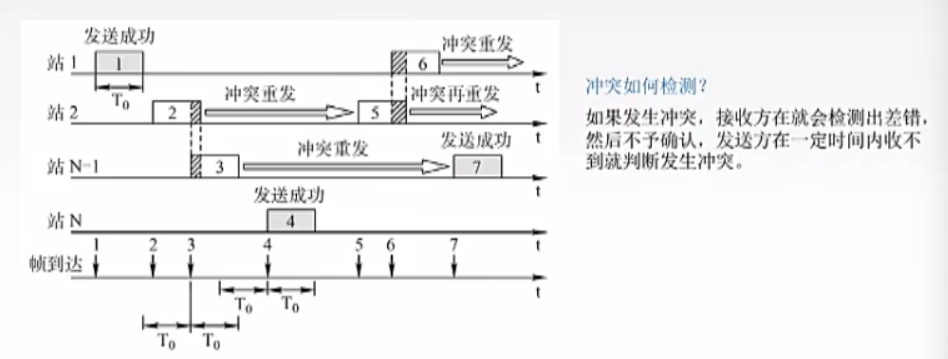 发送成功
站 1
1
6
冲突重发
t
T₀
站 2
2
冲突重发
5
冲突再重发
t
站 N-1
3
冲突重发
发送成功
7
t
发送成功
站 N
4
t
1
2
3
4
5
6
7
帧到达
t
T₀
T₀
T₀
T₀
冲突如何检测?
如果发生冲突，接收方在就会检测出差错，
然后不予确认，发送方在一定时间内收不
到就判断发生冲突。